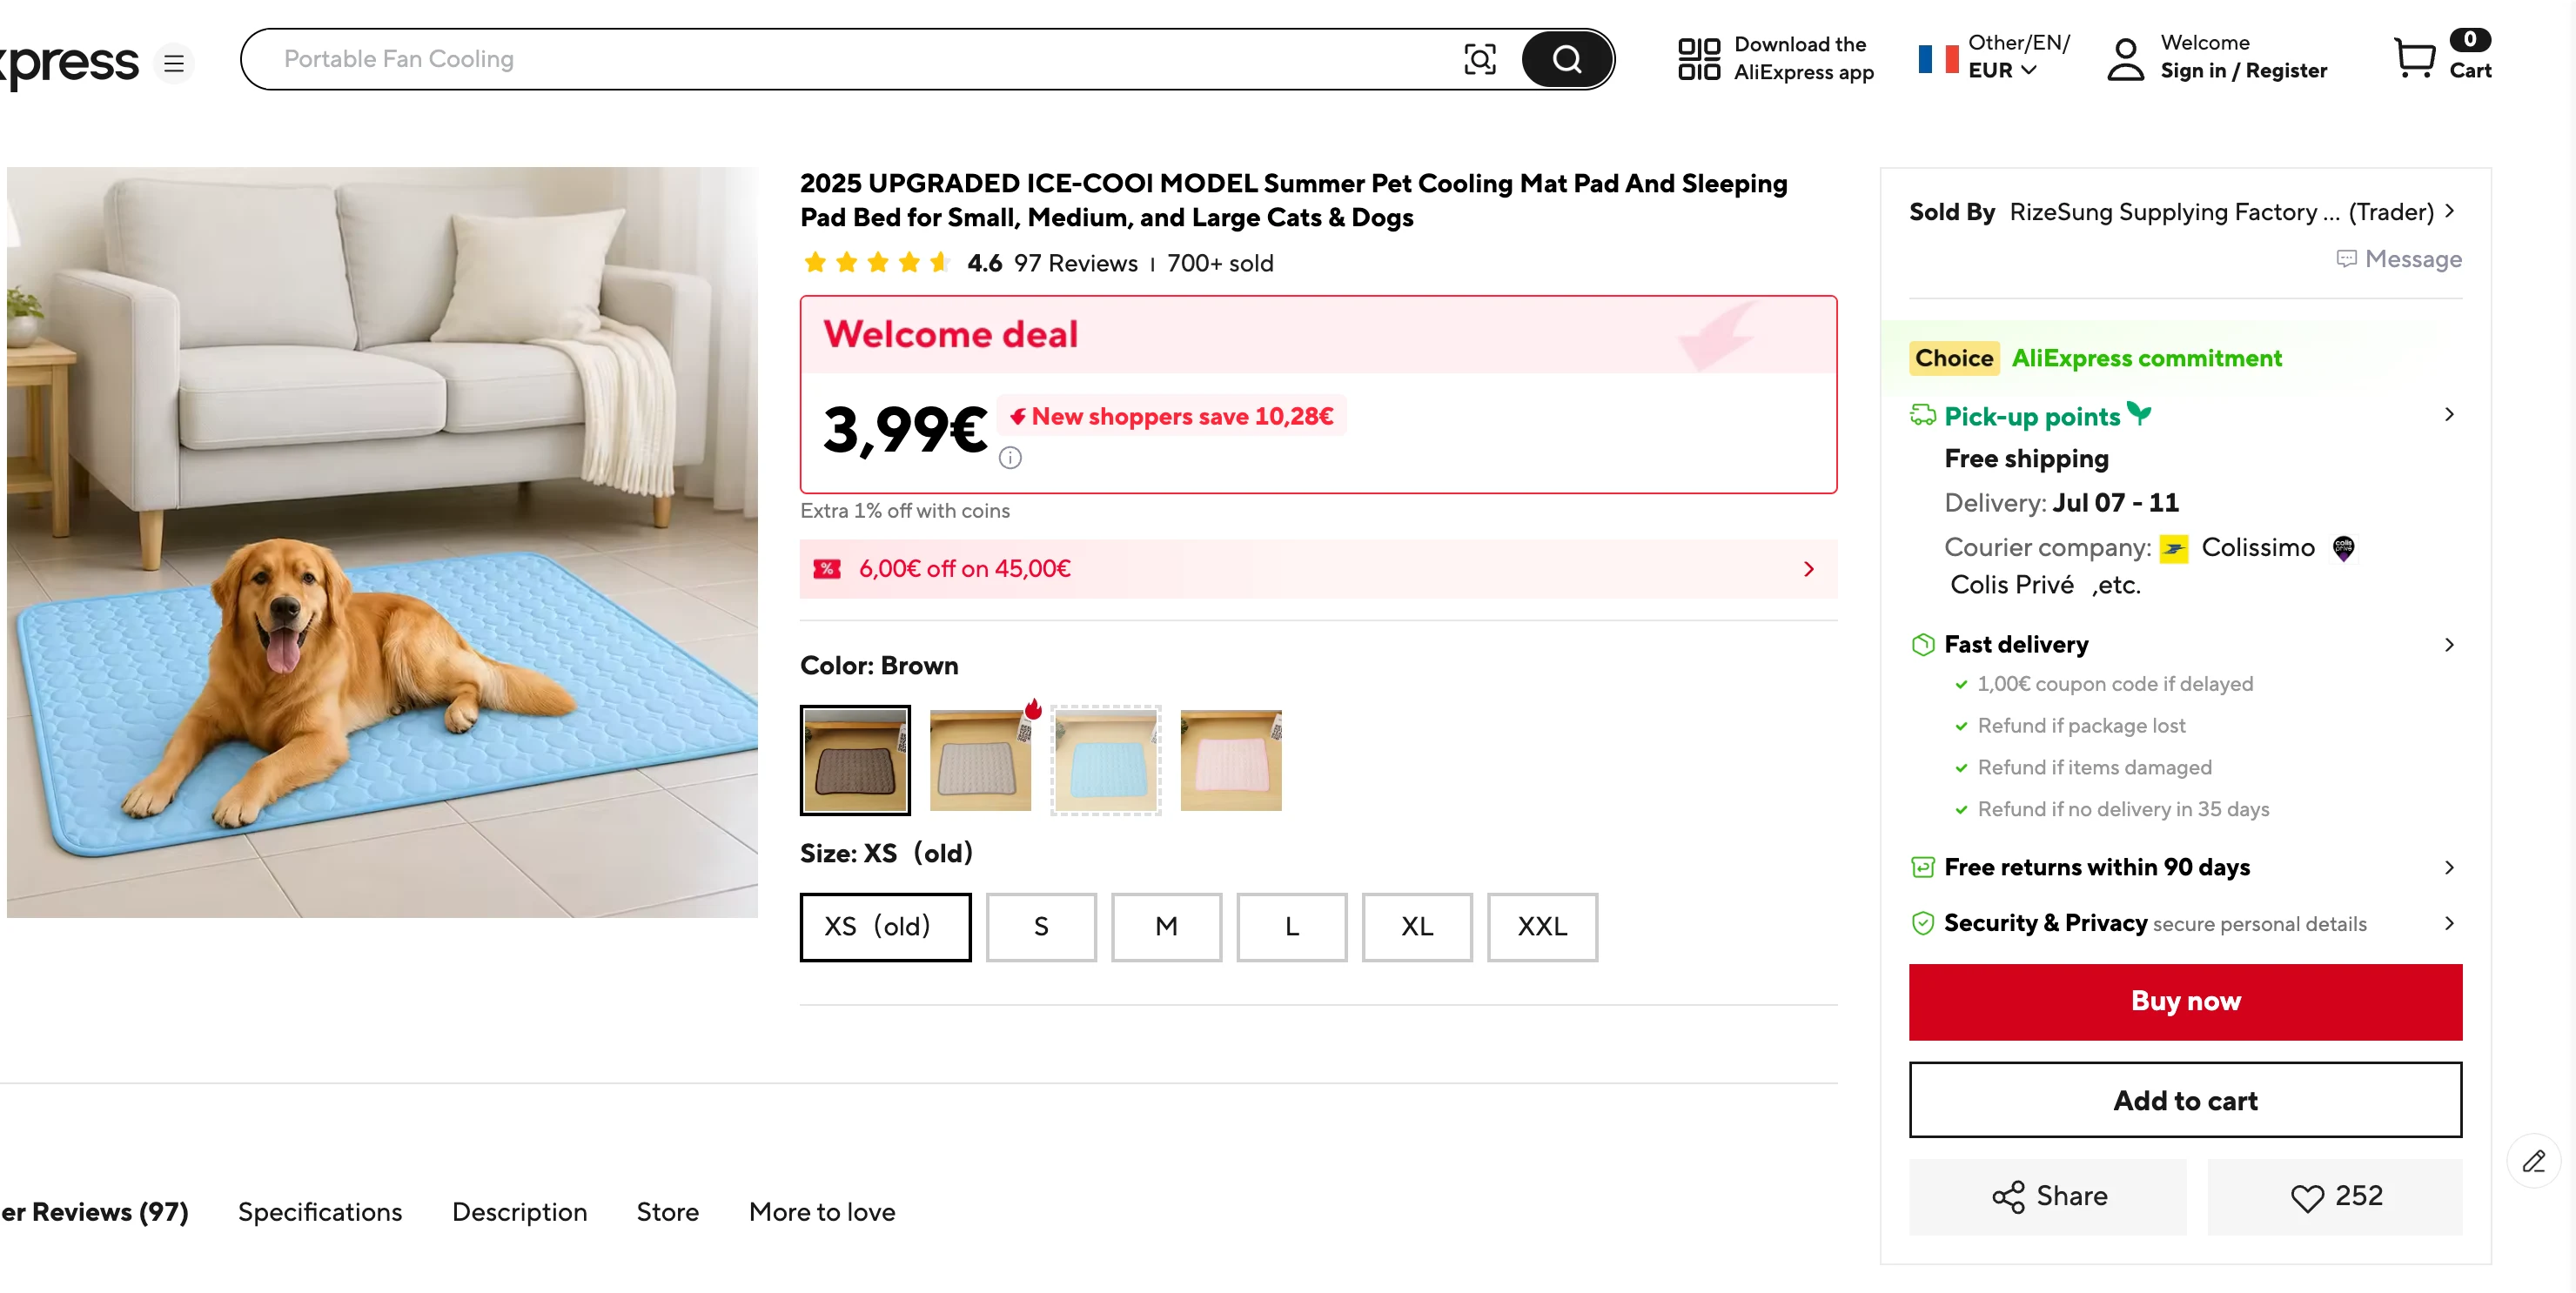 xpress
Portable Fan Cooling
Download the
AliExpress app
Other/EN/
EUR
Welcome
Sign in / Register
0
Cart
2025 UPGRADED ICE-COOl MODEL Summer Pet Cooling Mat Pad And Sleeping
Pad Bed for Small, Medium, and Large Cats & Dogs
4.6 97 Reviews | 700+ sold
Welcome deal
3,99€ New shoppers save 10,28€
Extra 1% off with coins
% 6,00€ off on 45,00€
Color: Brown
Size: XS（old）
XS（old） S M L XL XXL
Sold By RizeSung Supplying Factory ... (Trader)
Message
Choice AliExpress commitment
Pick-up points
Free shipping
Delivery: Jul 07 - 11
Courier company: Colissimo
Colis Privé ,etc.
Fast delivery
1,00€ coupon code if delayed
Refund if package lost
Refund if items damaged
Refund if no delivery in 35 days
Free returns within 90 days
Security & Privacy secure personal details
Buy now
Add to cart
Share 252
er Reviews (97) Specifications Description Store More to love